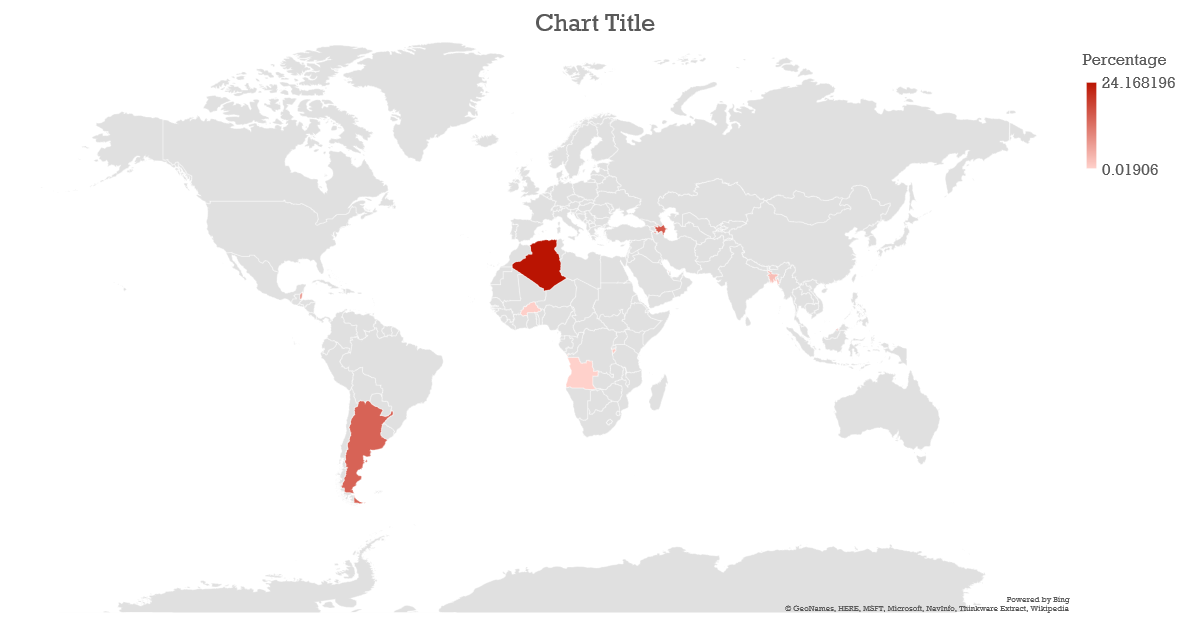 Chart Title
Percentage
24.168196
0.01906
Powered by Bing
© GeoNames, HERE, MSFT, Microsoft, NavInfo, Thinkware Extract, Wikipedia